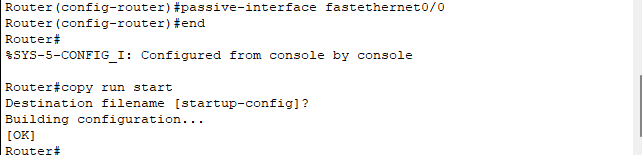 Router(config-router)#passive-interface fastethernet0/0
Router(config-router)#end
Router#
%SYS-5-CONFIG_I: Configured from console by console
Router#copy run start
Destination filename [startup-config]?
Building configuration...
[OK]
Router#